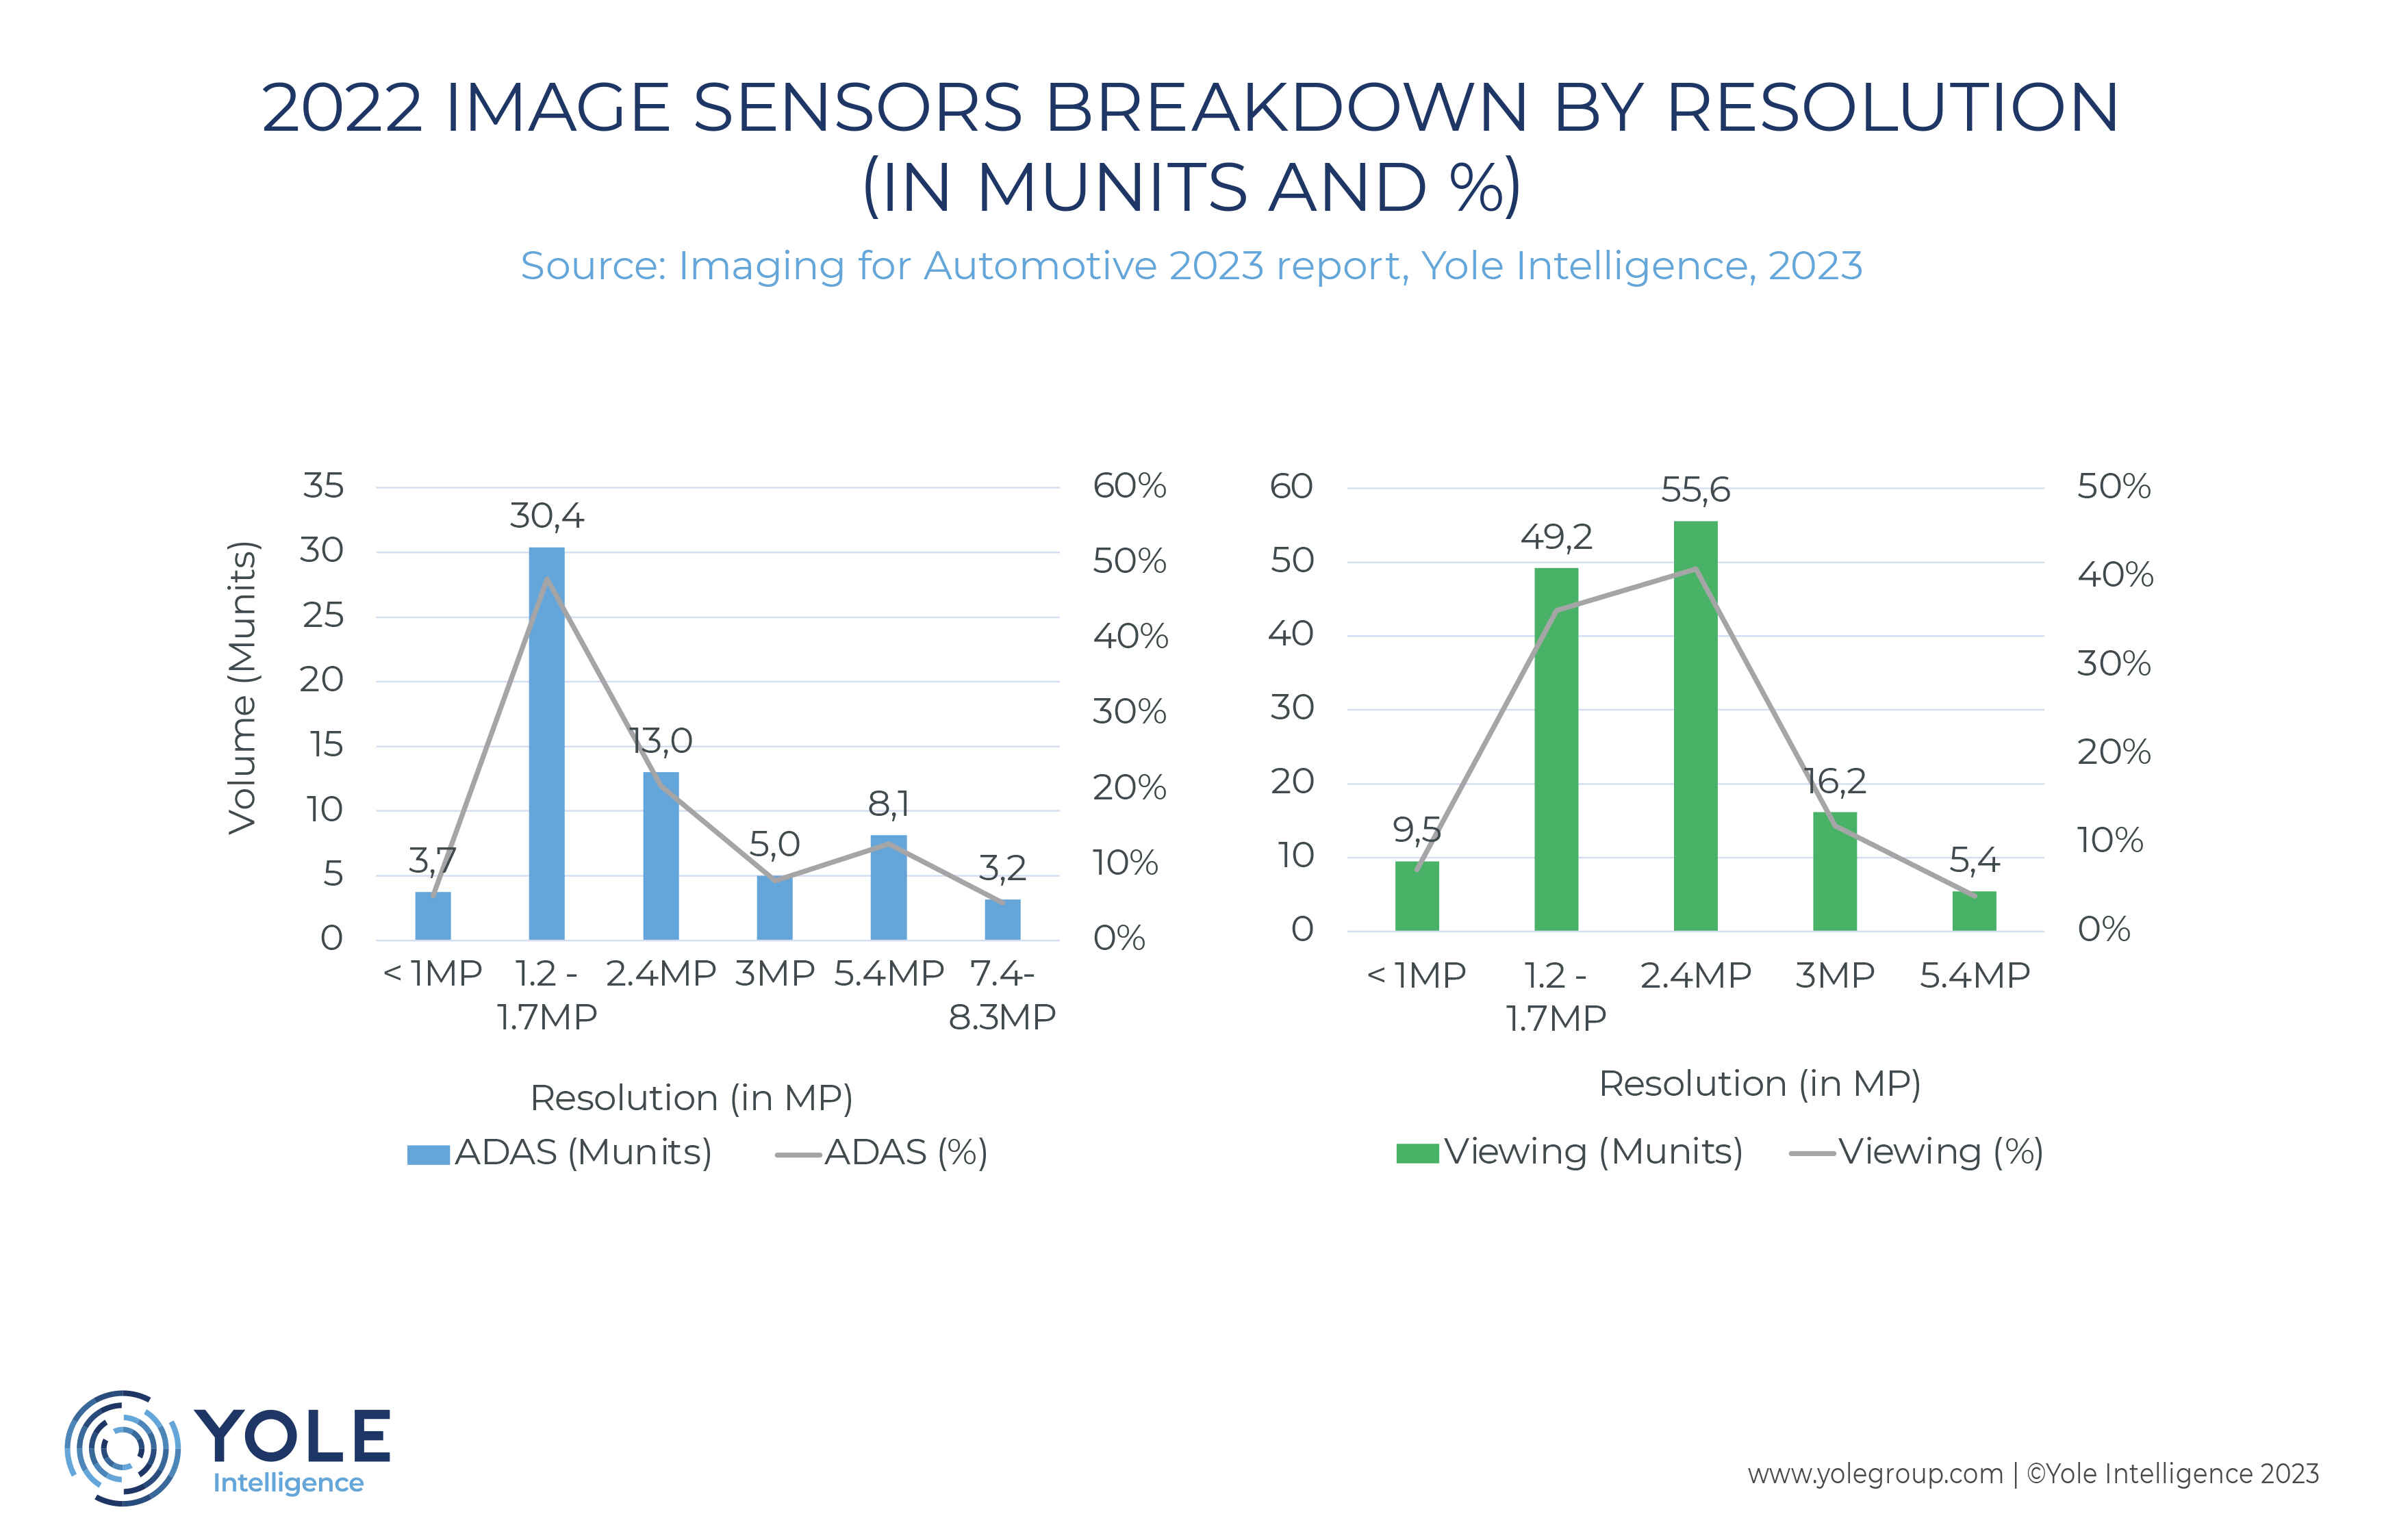 2022 IMAGE SENSORS BREAKDOWN BY RESOLUTION
(IN MUNITS AND %)
Source: Imaging for Automotive 2023 report, Yole Intelligence, 2023
Volume (Munits)
35
30
25
20
15
10
5
0
3,7
30,4
13,0
5,0
8,1
3,2
60%
50%
40%
30%
20%
10%
0%
< 1MP
1.2 -
1.7MP
2.4MP
3MP
5.4MP
7.4-
8.3MP
Resolution (in MP)
ADAS (Munits)
ADAS (%)
60
50
40
30
20
10
0
9,5
49,2
55,6
16,2
5,4
50%
40%
30%
20%
10%
0%
< 1MP
1.2 -
1.7MP
2.4MP
3MP
5.4MP
Resolution (in MP)
Viewing (Munits)
Viewing (%)
YOLE
Intelligence
www.yolegroup.com | ©Yole Intelligence 2023